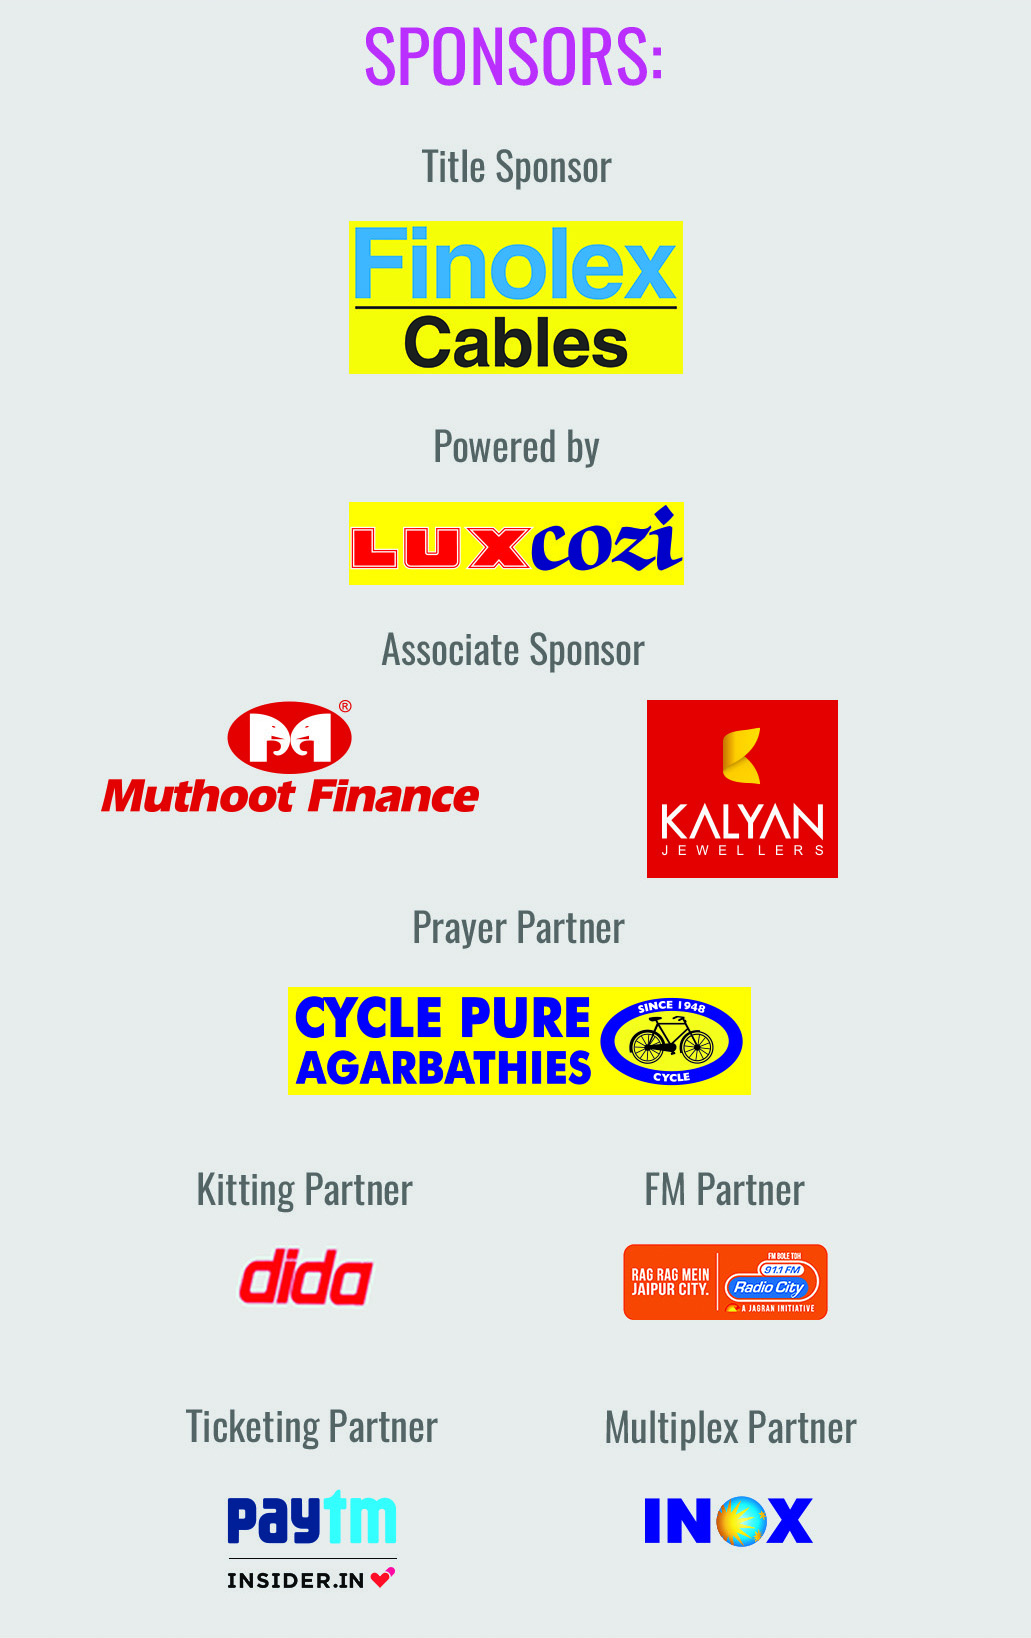 SPONSORS:
Title Sponsor
Finolex
Cables
Powered by
LUX cozi
Associate Sponsor
®
Muthoot Finance
KALYAN
JEWELLERS
Prayer Partner
CYCLE PURE
AGARBATHIES
SINCE 1948
CYCLE
Kitting Partner
dida
FM Partner
RAG RAG MEIN
JAIPUR CITY.
FM BOLE TOH
91.1 FM
Radio City
A JAGRAN INITIATIVE
Ticketing Partner
paytm
INSIDER.IN
Multiplex Partner
INOX